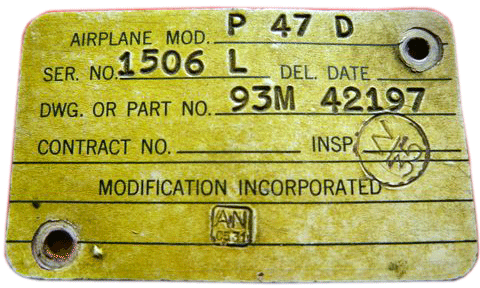 AIRPLANE MOD. P 47 D
SER. NO. 1506 L DEL. DATE
DWG. OR PART NO. 93M 42197
CONTRACT NO. INSP.
MODIFICATION INCORPORATED
AN